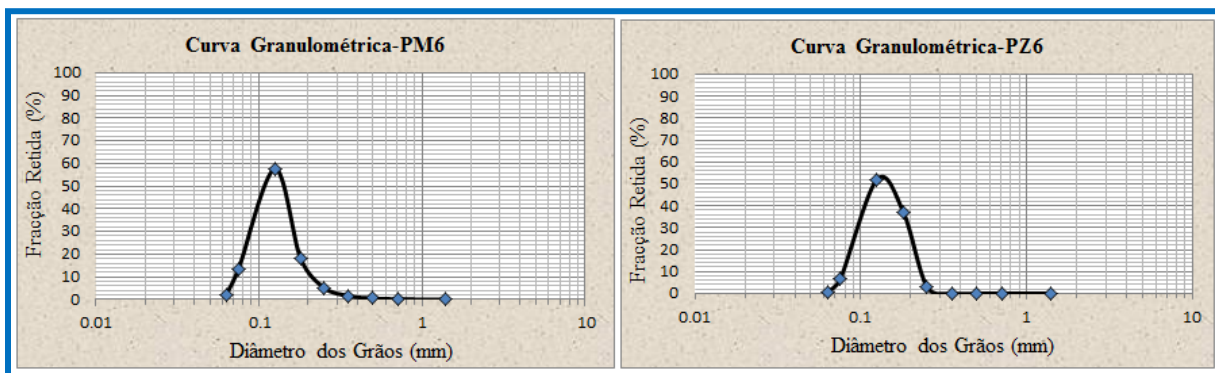 Curva Granulométrica-PM6
100
90
80
70
60
50
40
30
20
10
0
Fracção Retida (%)
0.01 0.1 1 10
Diâmetro dos Grãos (mm)
Curva Granulométrica-PZ6
100
90
80
70
60
50
40
30
20
10
0
Fracção Retida (%)
0.01 0.1 1 10
Diâmetro dos Grãos (mm)